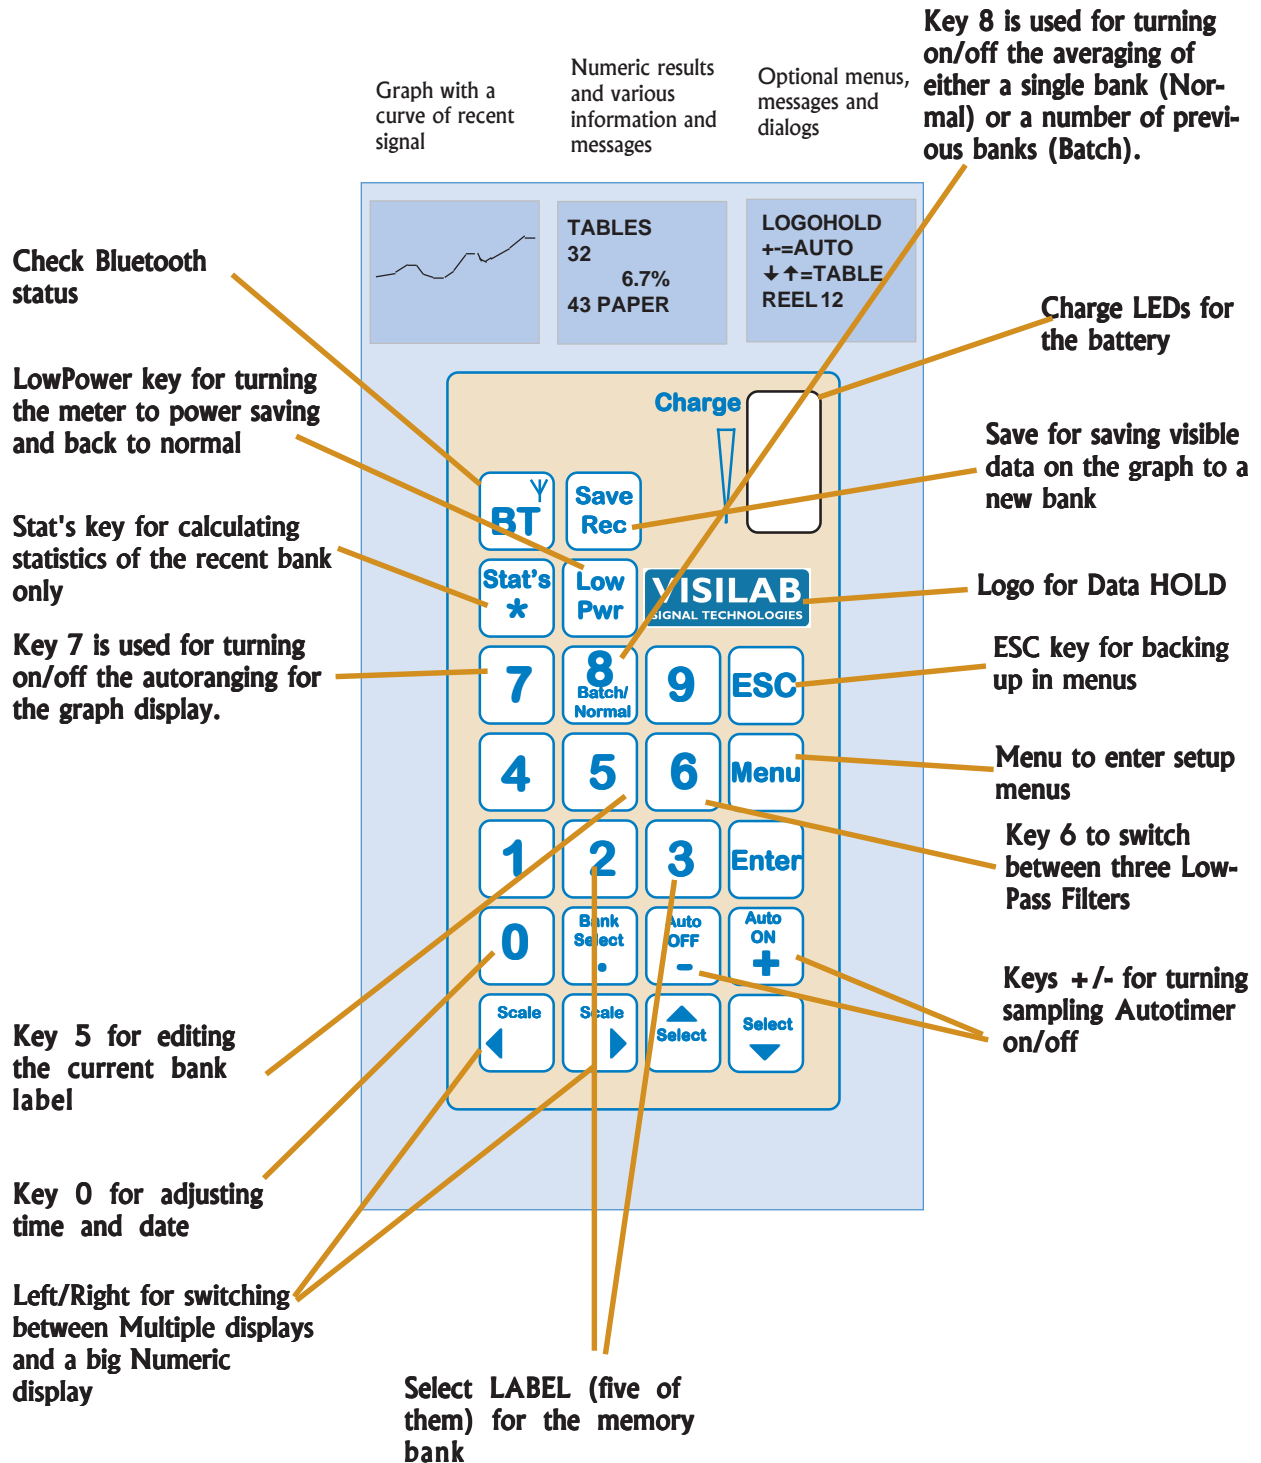 Key 8 is used for turning
on/off the averaging of
either a single bank (Nor-
mal) or a number of previ-
ous banks (Batch).
Graph with a
curve of recent
signal
Numeric results
and various
information and
messages
Optional menus,
messages and
dialogs
TABLES
32
6.7%
43 PAPER
LOGOHOLD
+-=AUTO
↓↑=TABLE
REEL 12
Check Bluetooth
status
LowPower key for turning
the meter to power saving
and back to normal
Stat's key for calculating
statistics of the recent bank
only
Key 7 is used for turning
on/off the autoranging for
the graph display.
Key 5 for editing
the current bank
label
Key 0 for adjusting
time and date
Left/Right for switching
between Multiple displays
and a big Numeric
display
Charge
BT
Save
Rec
Stat's
*
Low
Pwr
VISILAB
SIGNAL TECHNOLOGIES
7
8
Batch/
Normal
9
ESC
4
5
6
Menu
1
2
3
Enter
0
Bank
Select
.
Auto
OFF
-
Auto
ON
+
Scale
Scale
Select
Select
Charge LEDs for
the battery
Save for saving visible
data on the graph to a
new bank
Logo for Data HOLD
ESC key for backing
up in menus
Menu to enter setup
menus
Key 6 to switch
between three Low-
Pass Filters
Keys +/- for turning
sampling Autotimer
on/off
Select LABEL (five of
them) for the memory
bank